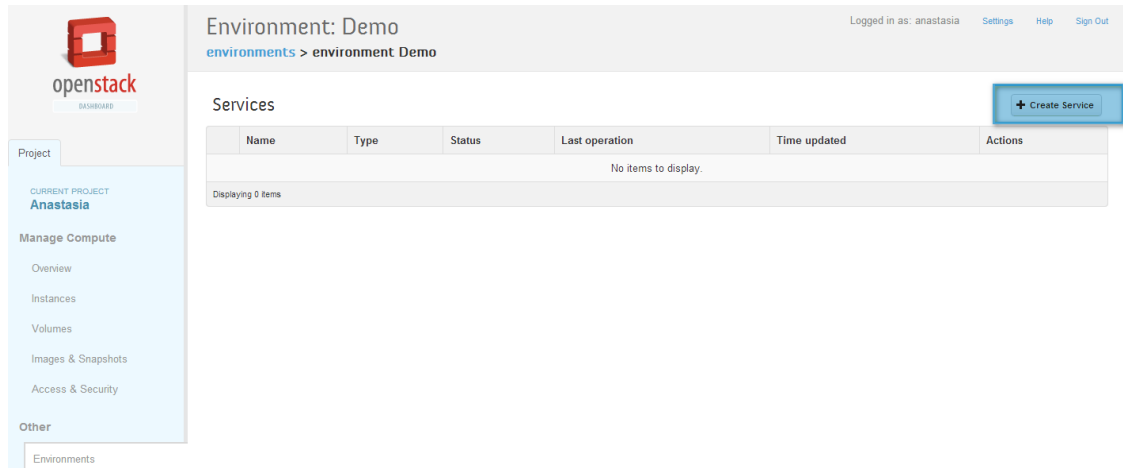 openstack
DASHBOARD
Project
CURRENT PROJECT
Anastasia
Manage Compute
Overview
Instances
Volumes
Images & Snapshots
Access & Security
Other
Environments
Environment: Demo
environments > environment Demo
Logged in as: anastasia Settings Help Sign Out
Services
+ Create Service
Name Type Status Last operation Time updated Actions
No items to display.
Displaying 0 items